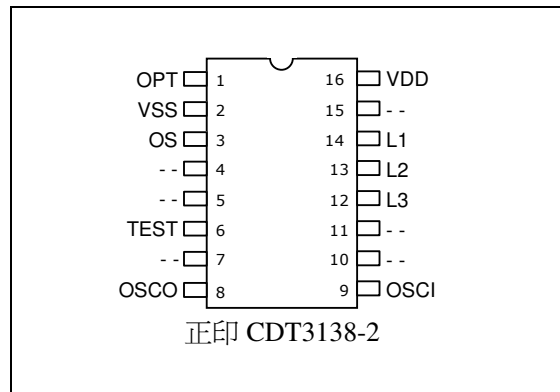 OPT 1 16 VDD
VSS 2 15 - -
OS 3 14 L1
- - 4 13 L2
- - 5 12 L3
TEST 6 11 - -
- - 7 10 - -
OSCO 8 9 OSCI
正印 CDT3138-2